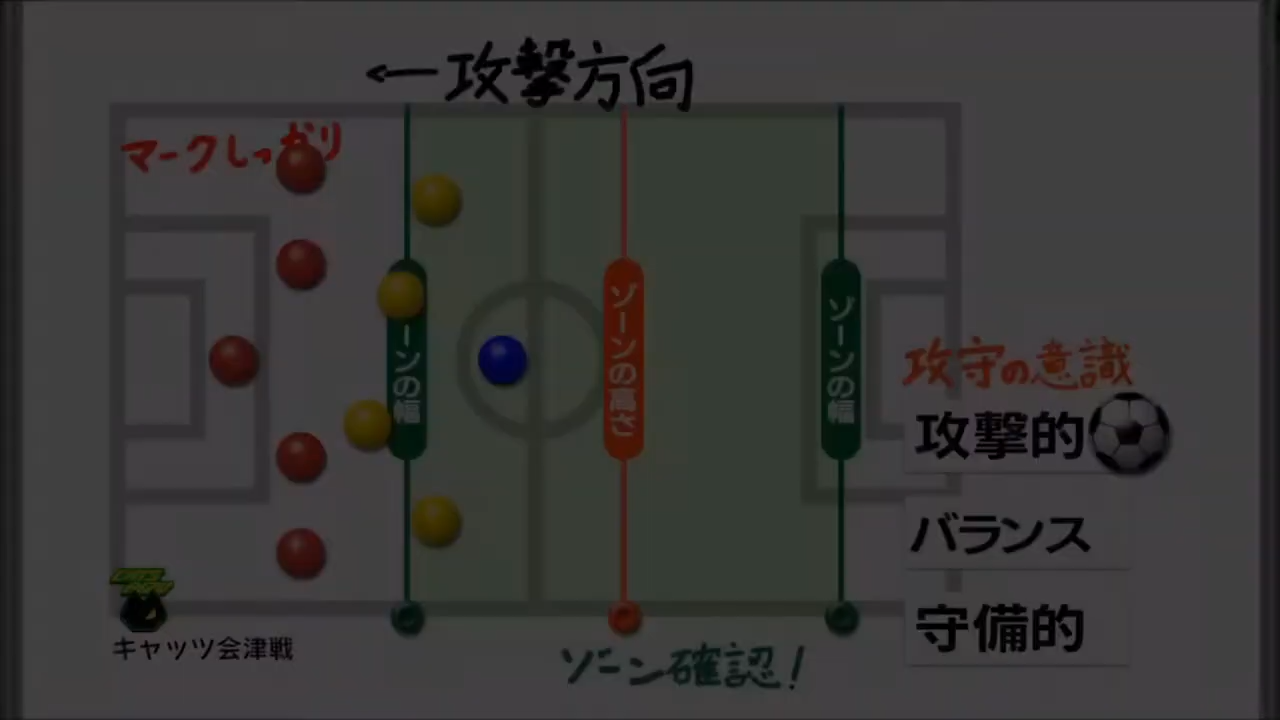 ←攻撃方向
マークしっかり
ーンの幅
ゾーンの高さ
ゾーンの幅
攻守の意識
攻撃的
バランス
守備的
キャッツ会津戦
ゾーン確認!